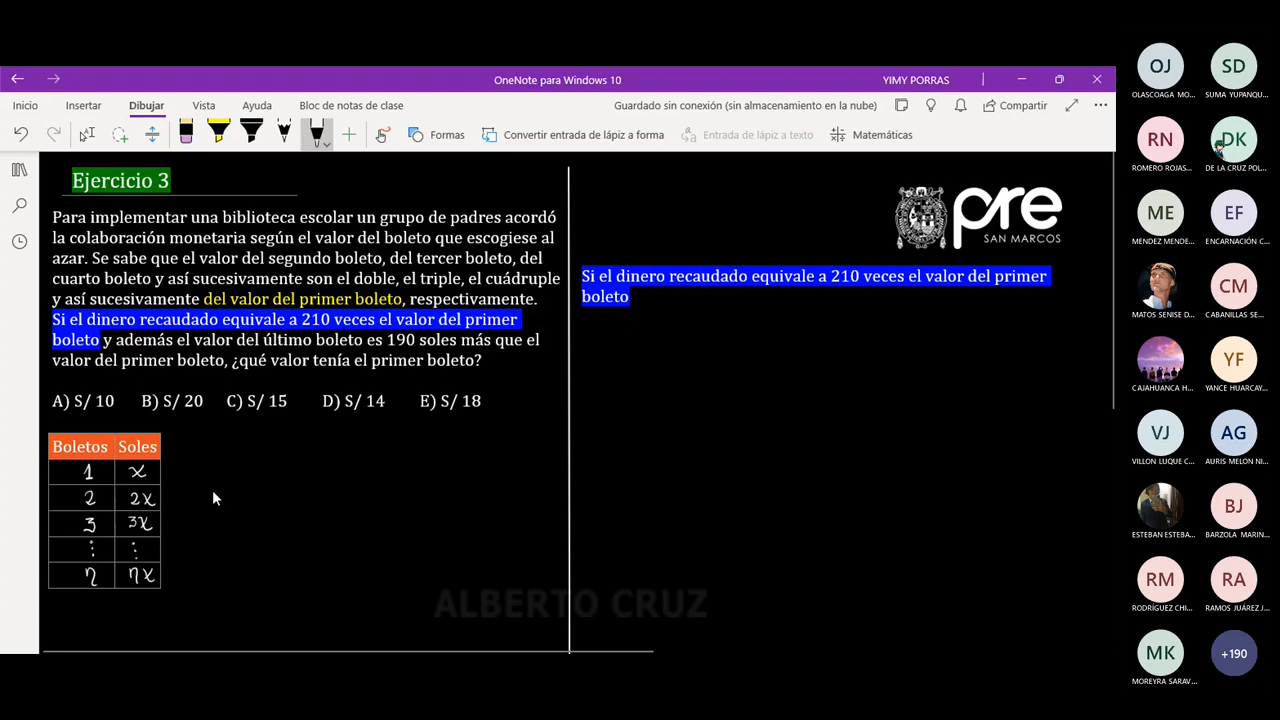 OneNote para Windows 10
YIMY PORRAS
Inicio
Insertar
Dibujar
Vista
Ayuda
Bloc de notas de clase
Guardado sin conexión (sin almacenamiento en la nube)
Compartir
Formas
Convertir entrada de lápiz a forma
Entrada de lápiz a texto
Matemáticas
Ejercicio 3
Para implementar una biblioteca escolar un grupo de padres acordó
la colaboración monetaria según el valor del boleto que escogiese al
azar. Se sabe que el valor del segundo boleto, del tercer boleto, del
cuarto boleto y así sucesivamente son el doble, el triple, el cuádruple
y así sucesivamente del valor del primer boleto, respectivamente.
Si el dinero recaudado equivale a 210 veces el valor del primer
boleto y además el valor del último boleto es 190 soles más que el
valor del primer boleto, ¿qué valor tenía el primer boleto?
A) S/ 10 B) S/ 20 C) S/ 15 D) S/ 14 E) S/ 18
Boletos Soles
1 x
2 2x
3 3x
⋮ ⋮
n nx
pre
SAN MARCOS
Si el dinero recaudado equivale a 210 veces el valor del primer
boleto
ALBERTO CRUZ
OJ
OLASCOAGA MO...
SD
SUMA YUPANQU...
RN
ROMERO ROJAS...
DK
DE LA CRUZ POL...
ME
MENDEZ MENDE...
EF
ENCARNACIÓN C...
MATOS SENISE D...
CM
CABANILLAS SE...
CAJAHUANCA H...
YF
YANCE HUARCAY...
VJ
VILLON LUQUE C...
AG
AURIS MELON NI...
ESTEBAN ESTEBA...
BJ
BARZOLA MARIN...
RM
RODRÍGUEZ CHI...
RA
RAMOS JUÁREZ J...
MK
MOREYRA SARAV...
+190